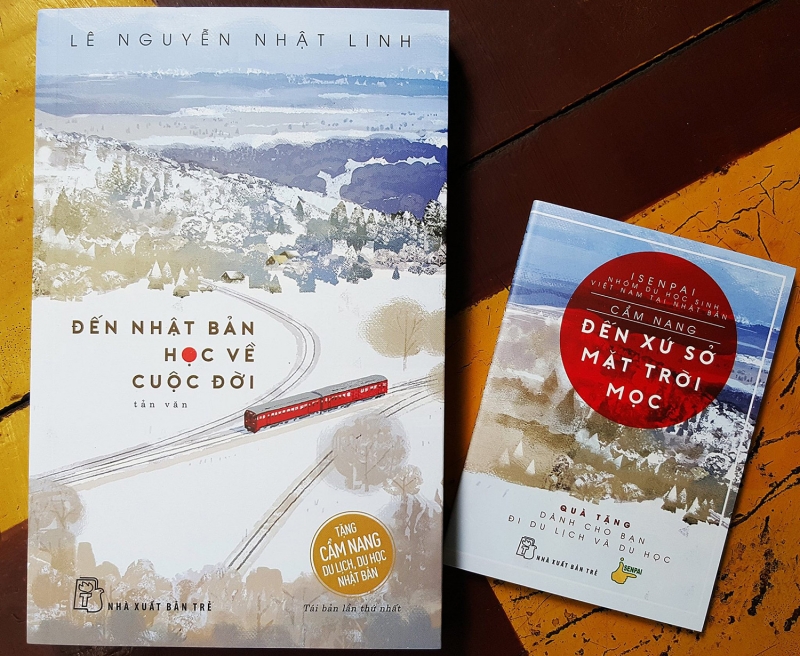 LÊ NGUYỄN NHẬT LINH
ĐẾN NHẬT BẢN
HỌC VỀ
CUỘC ĐỜI
tản văn
TẶNG
CẨM NANG
DU LỊCH, DU HỌC
NHẬT BẢN
NHÀ XUẤT BẢN TRẺ
Tái bản lần thứ nhất
ISENPAI
NHÓM DU HỌC SINH
VIỆT NAM TẠI NHẬT BẢN
CẨM NANG
ĐẾN XỨ SỞ
MẶT TRỜI
MỌC
QUÀ TẶNG
DÀNH CHO BẠN
ĐI DU LỊCH VÀ DU HỌC
NHÀ XUẤT BẢN TRẺ
ISENPAI